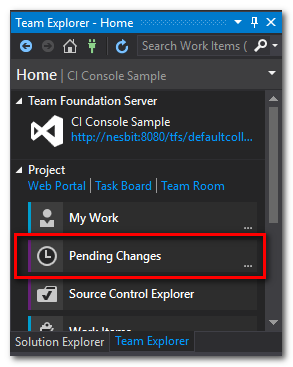 Team Explorer - Home
Search Work Items (
Home | CI Console Sample
Team Foundation Server
CI Console Sample
http://nesbit:8080/tfs/defaultcoll...
Project
Web Portal | Task Board | Team Room
My Work
...
Pending Changes
...
Source Control Explorer
Work Items
Solution Explorer Team Explorer